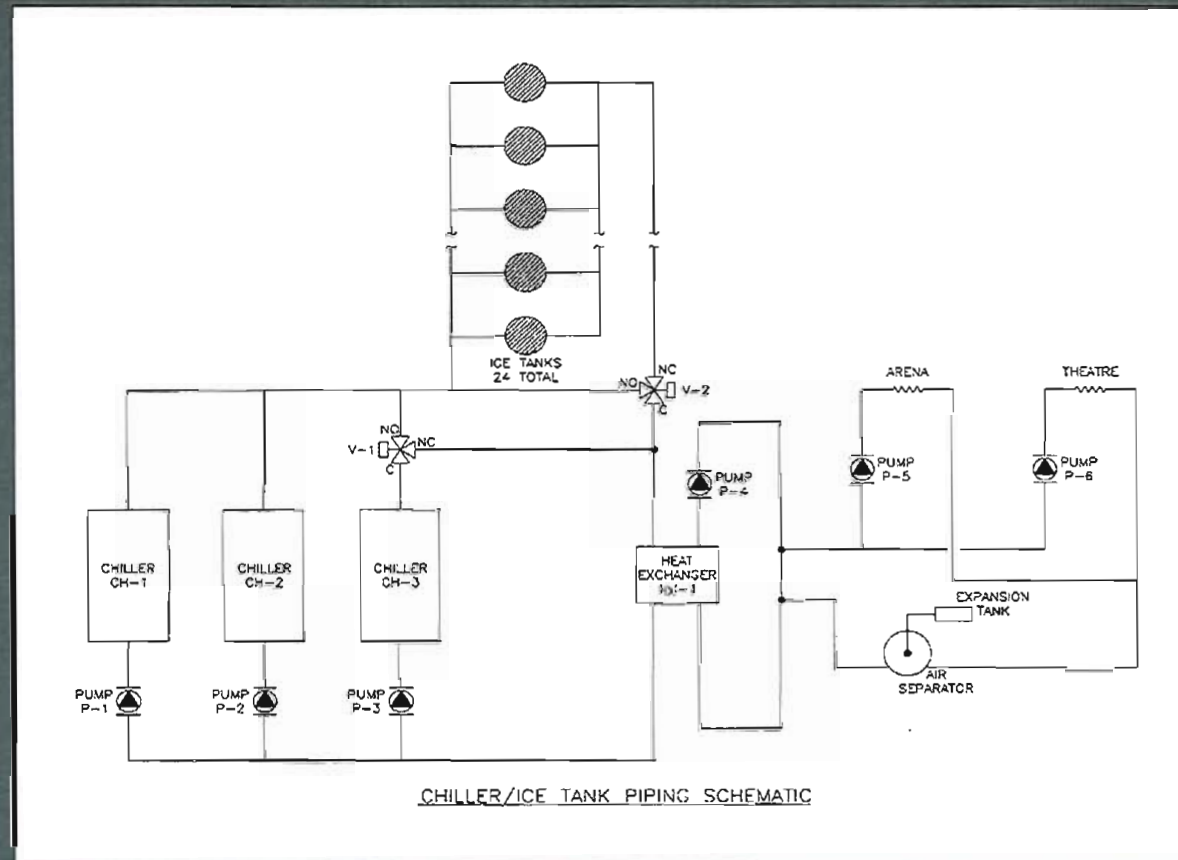 ICE TANKS
24 TOTAL
NC
NO
V-2
C
ARENA
THEATRE
NO
NC
V-1
C
PUMP
P-4
PUMP
P-5
PUMP
P-6
CHILLER
CH-1
CHILLER
CH-2
CHILLER
CH-3
HEAT
EXCHANGER
EXPANSION
TANK
AIR
SEPARATOR
PUMP
P-1
PUMP
P-2
PUMP
P-3
CHILLER/ICE TANK PIPING SCHEMATIC